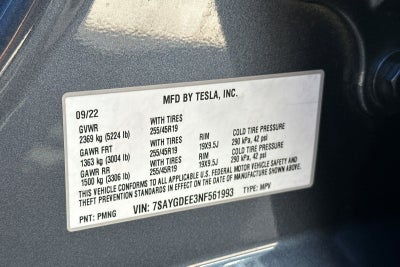 MFD BY TESLA, INC.
09/22
GVWR WITH TIRES
2369 kg (5224 lb) 255/45R19 RIM COLD TIRE PRESSURE
GAWR FRT WITH TIRES 19X9.5J 290 kPa, 42 psi
1363 kg (3004 lb) 255/45R19 RIM COLD TIRE PRESSURE
GAWR RR WITH TIRES 19X9.5J 290 kPa, 42 psi
1500 kg (3306 lb) 255/45R19
THIS VEHICLE CONFORMS TO ALL APPLICABLE U.S. FEDERAL MOTOR VEHICLE SAFETY AND
THEFT PREVENTION STANDARDS IN EFFECT ON THE DATE OF MANUFACTURE SHOWN ABOVE.
PNT: PMNG VIN: 7SAYGDEE3NF561993 TYPE: MPV